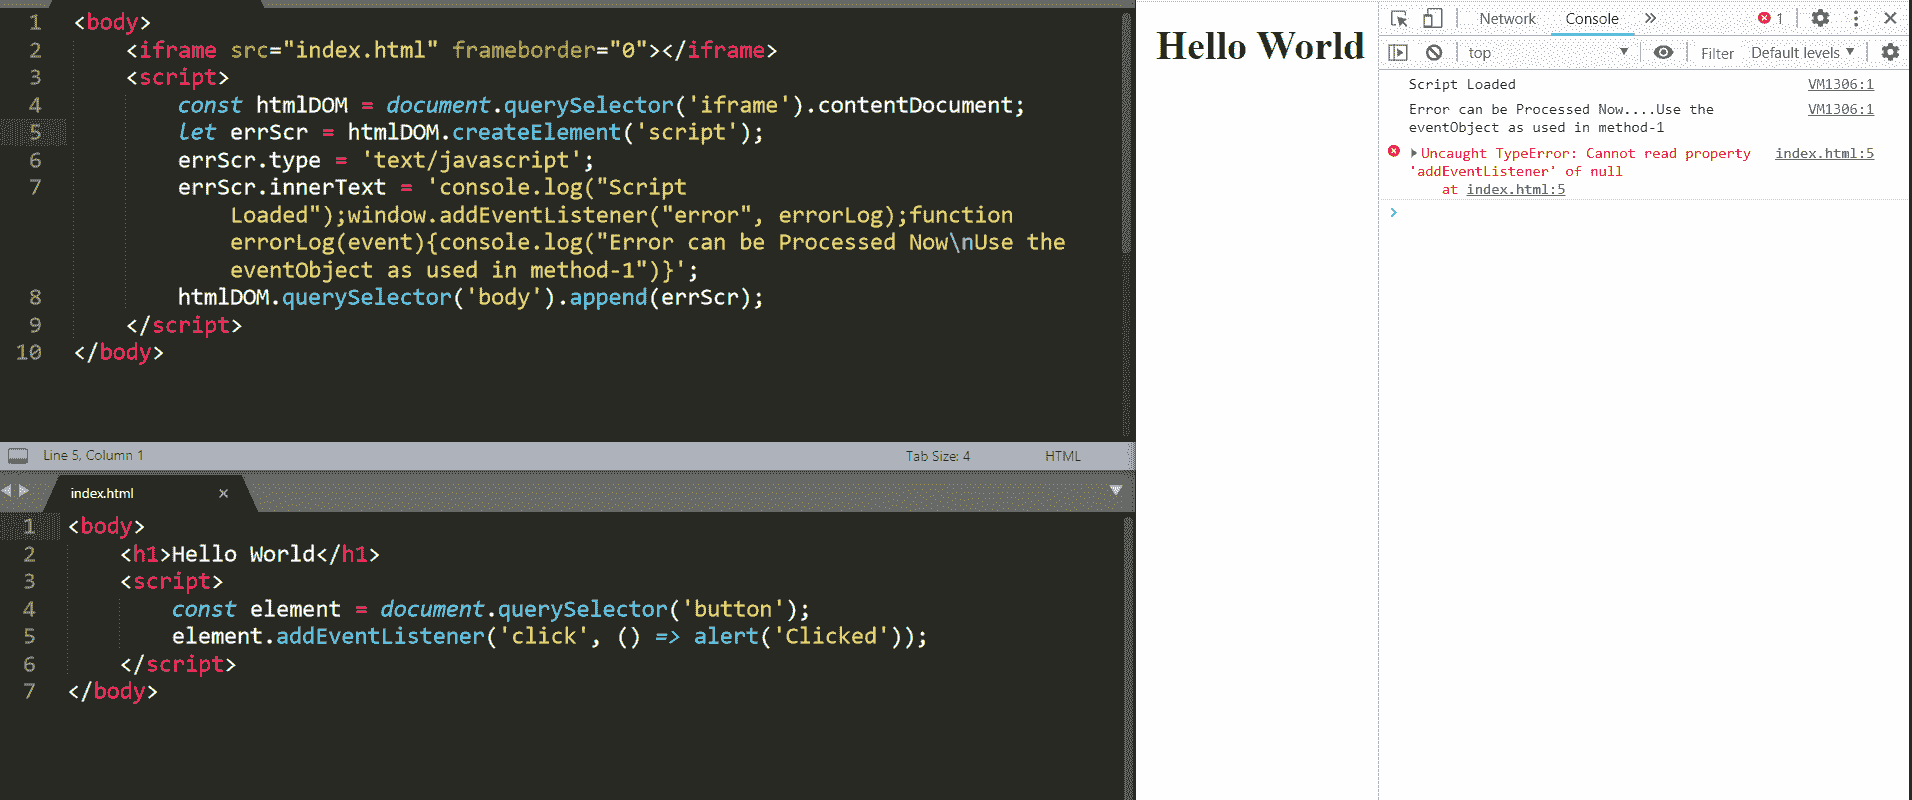 1 <body>
2 <iframe src="index.html" frameborder="0"></iframe>
3 <script>
4 const htmlDOM = document.querySelector('iframe').contentDocument;
5 let errScr = htmlDOM.createElement('script');
6 errScr.type = 'text/javascript';
7 errScr.innerText = 'console.log("Script
Loaded");window.addEventListener("error", errorLog);function
errorLog(event){console.log("Error can be Processed Now\nUse the
eventObject as used in method-1")}';
8 htmlDOM.querySelector('body').append(errScr);
9 </script>
10 </body>
Line 5, Column 1 Tab Size: 4 HTML
index.html ×
1 <body>
2 <h1>Hello World</h1>
3 <script>
4 const element = document.querySelector('button');
5 element.addEventListener('click', () => alert('Clicked'));
6 </script>
7 </body>
Hello World
Network Console » 1
top Filter Default levels
Script Loaded VM1306:1
Error can be Processed Now....Use the VM1306:1
eventObject as used in method-1
Uncaught TypeError: Cannot read property index.html:5
'addEventListener' of null
at index.html:5